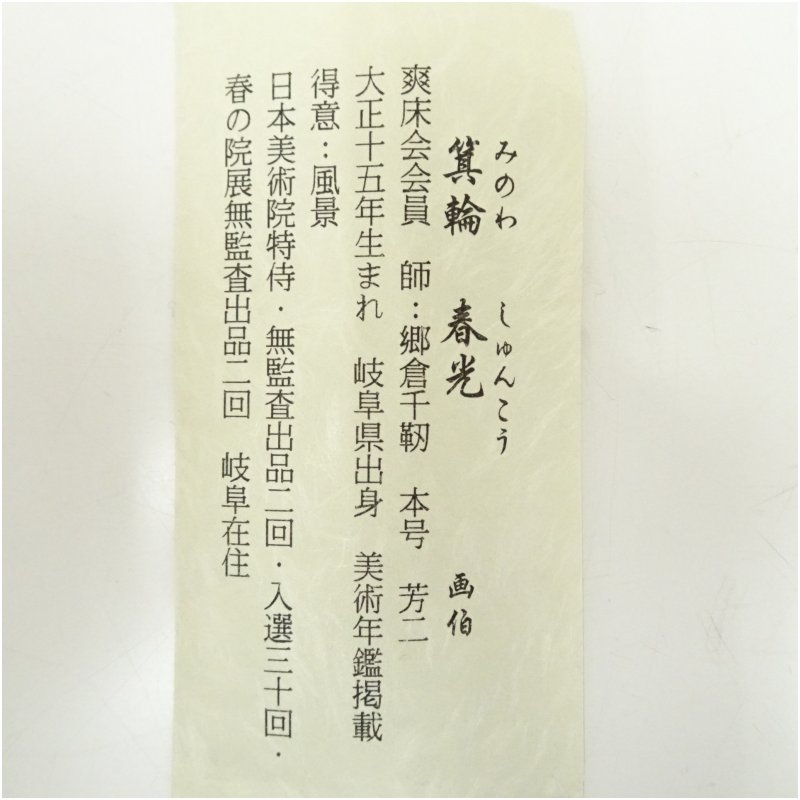 みのわ しゅんこう
箕輪 春光 画伯
爽床会会員 師：郷倉千靭 本号 芳二
大正十五年生まれ 岐阜県出身 美術年鑑掲載
得意：風景
日本美術院特侍・無監査出品二回・入選三十回・
春の院展無監査出品二回 岐阜在住